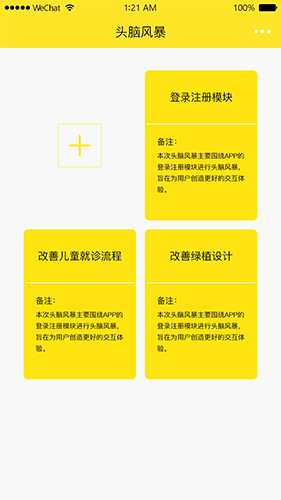 WeChat
1:21 AM
100%
头脑风暴
登录注册模块
备注:
本次头脑风暴主要围绕APP的
登录注册模块进行头脑风暴,
旨在为用户创造更好的交互体
验。
改善儿童就诊流程
备注:
本次头脑风暴主要围绕APP的
登录注册模块进行头脑风暴,
旨在为用户创造更好的交互体
验。
改善绿植设计
备注:
本次头脑风暴主要围绕APP的
登录注册模块进行头脑风暴,
旨在为用户创造更好的交互体
验。